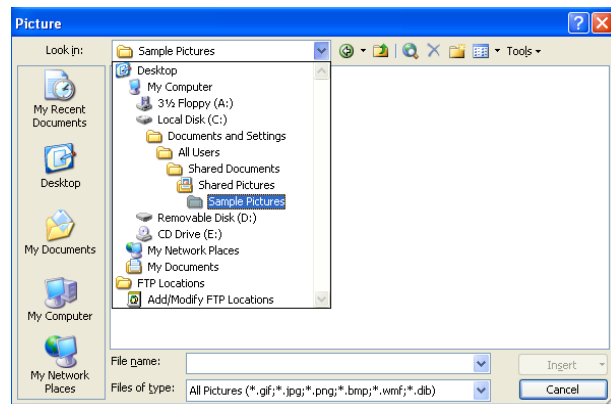 Picture
Look in:
Sample Pictures
Tools
Desktop
My Computer
3½ Floppy (A:)
Local Disk (C:)
Documents and Settings
All Users
Shared Documents
Shared Pictures
Sample Pictures
Removable Disk (D:)
CD Drive (E:)
My Network Places
My Documents
FTP Locations
Add/Modify FTP Locations
My Recent
Documents
Desktop
My Documents
My Computer
My Network
Places
File name:
Insert
Files of type:
All Pictures (*.gif;*.jpg;*.png;*.bmp;*.wmf;*.dib)
Cancel